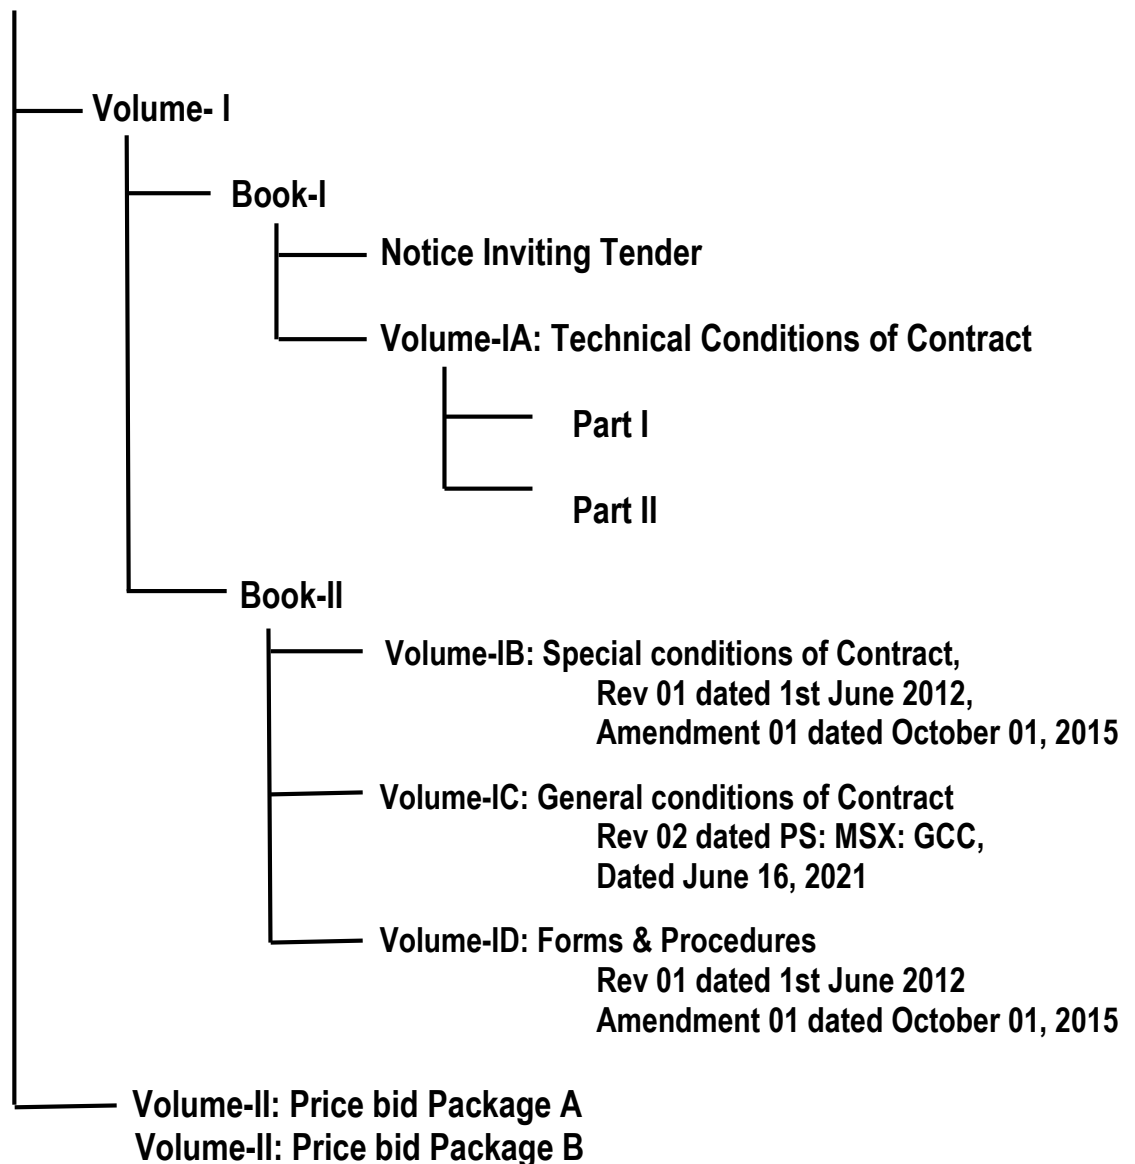 Volume- I
Book-I
Notice Inviting Tender
Volume-IA: Technical Conditions of Contract
Part I
Part II
Book-II
Volume-IB: Special conditions of Contract,
Rev 01 dated 1st June 2012,
Amendment 01 dated October 01, 2015
Volume-IC: General conditions of Contract
Rev 02 dated PS: MSX: GCC,
Dated June 16, 2021
Volume-ID: Forms & Procedures
Rev 01 dated 1st June 2012
Amendment 01 dated October 01, 2015
Volume-II: Price bid Package A
Volume-II: Price bid Package B